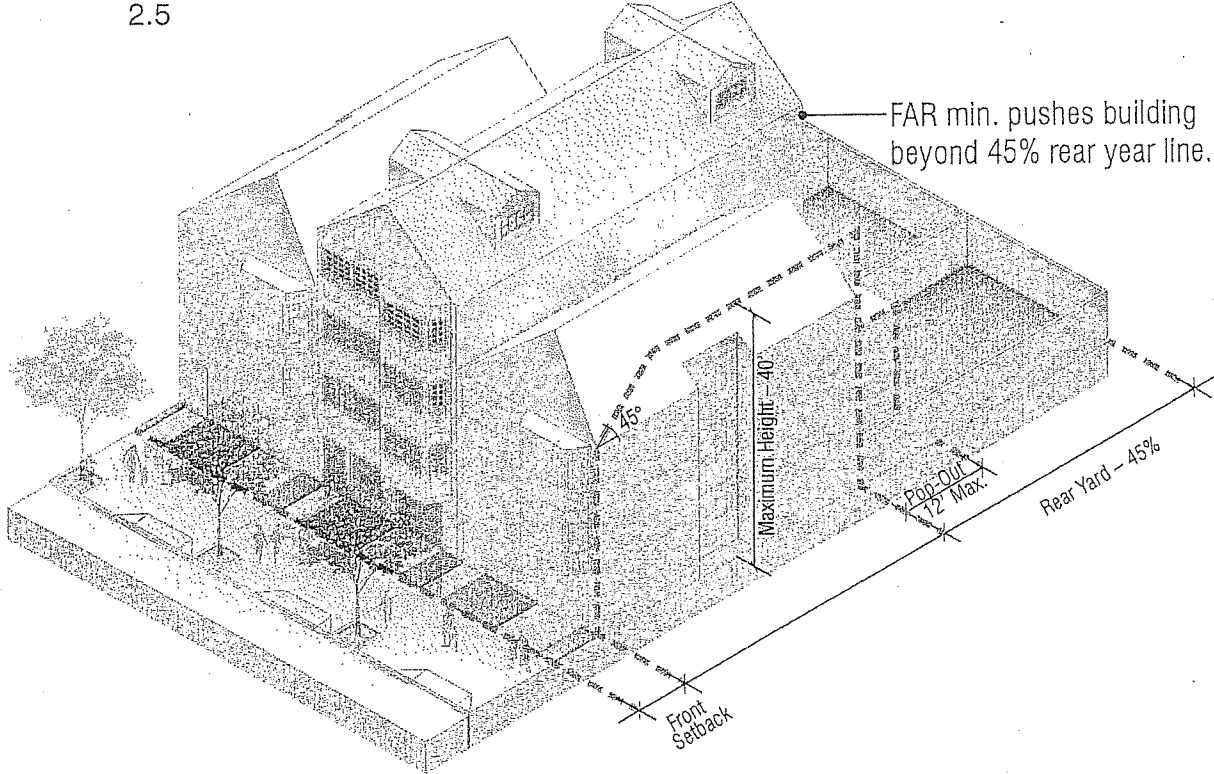 2.5
FAR min. pushes building
beyond 45% rear year line.
45°
Maximum Height – 40'
Pop-Out
12' Max.
Rear Yard – 45%
Front
Setback